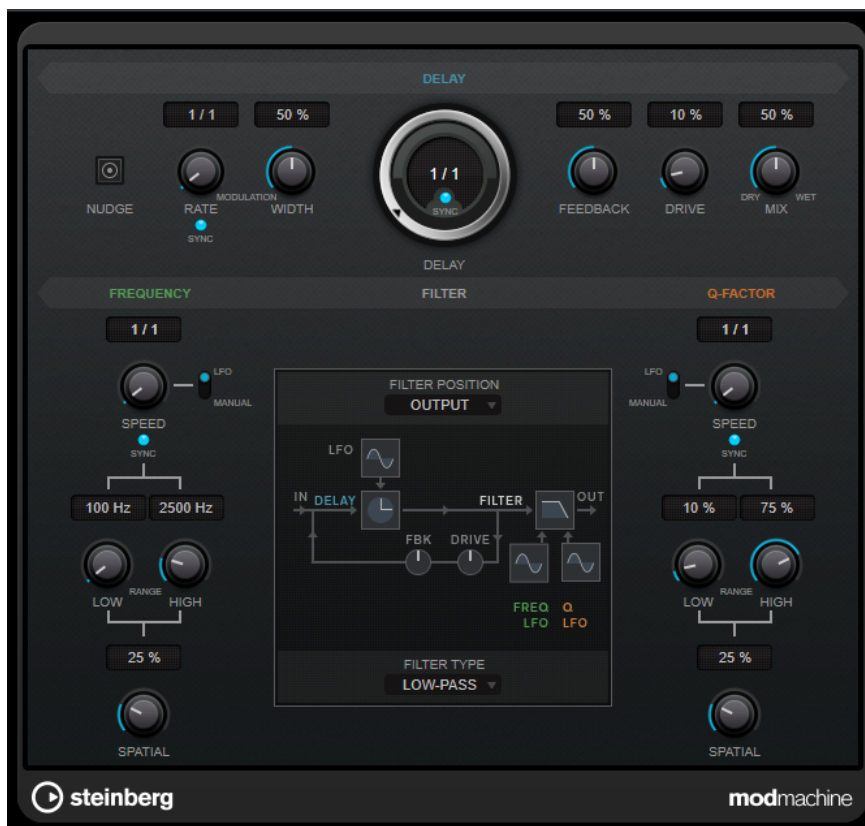 DELAY
1 / 1
50 %
50 %
10 %
50 %
1 / 1
SYNC
NUDGE
RATE
MODULATION
WIDTH
FEEDBACK
DRIVE
DRY
MIX
WET
SYNC
DELAY
FREQUENCY
FILTER
Q-FACTOR
1 / 1
1 / 1
LFO
MANUAL
SPEED
SYNC
LFO
MANUAL
SPEED
SYNC
FILTER POSITION
OUTPUT
LFO
IN
DELAY
FILTER
OUT
FBK
DRIVE
FREQ
LFO
Q
LFO
100 Hz
2500 Hz
10 %
75 %
LOW
RANGE
HIGH
LOW
RANGE
HIGH
25 %
25 %
FILTER TYPE
LOW-PASS
SPATIAL
SPATIAL
steinberg
modmachine